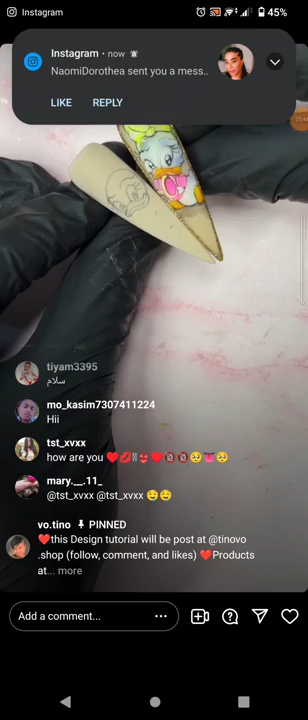 Instagram
45%
Instagram • now
NaomiDorothea sent you a mess..
LIKE REPLY
tiyam3395
سلام
mo_kasim7307411224
Hii
tst_xvxx
how are you ❤️💋 👙❤️🔞🔞🥺👅🥺
mary.__.11_
@tst_xvxx @tst_xvxx 🤤🤤
vo.tino 📌 PINNED
❤️this Design tutorial will be post at @tinovo
.shop (follow, comment, and likes) ❤️Products
at... more
Add a comment...